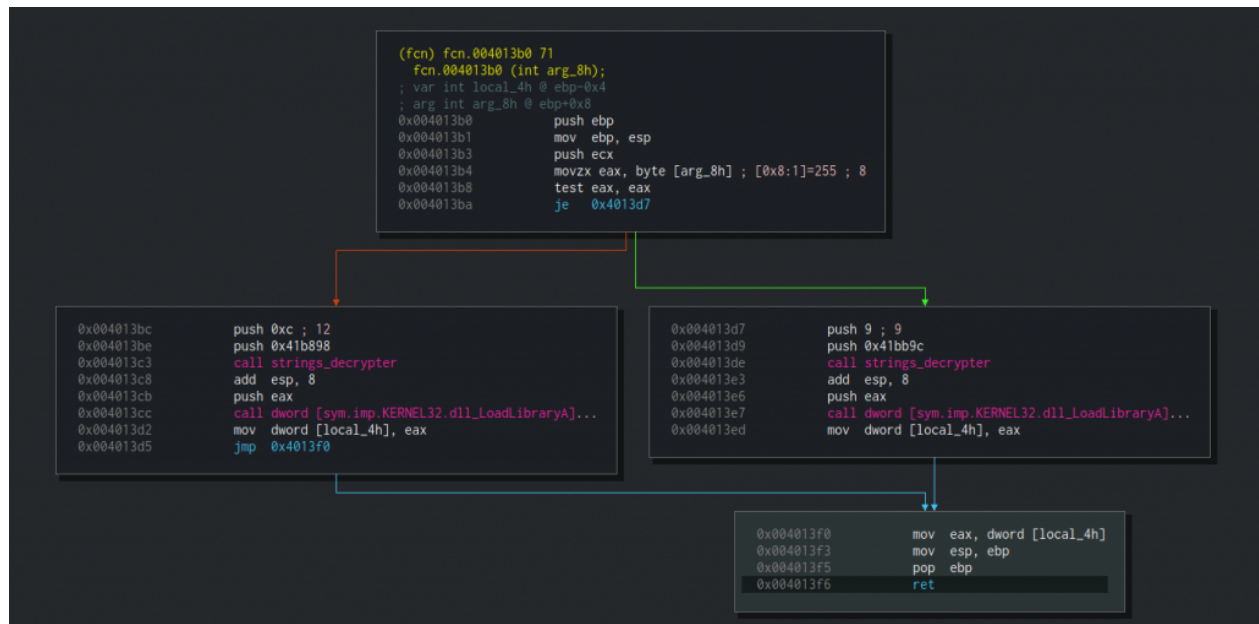 (fcn) fcn.004013b0 71
fcn.004013b0 (int arg_8h);
; var int local_4h @ ebp-0x4
; arg int arg_8h @ ebp+0x8
0x004013b0 push ebp
0x004013b1 mov ebp, esp
0x004013b3 push ecx
0x004013b4 movzx eax, byte [arg_8h] ; [0x8:1]=255 ; 8
0x004013b8 test eax, eax
0x004013ba je 0x4013d7
0x004013bc push 0xc ; 12
0x004013be push 0x41b898
0x004013c3 call strings_decrypter
0x004013c8 add esp, 8
0x004013cb push eax
0x004013cc call dword [sym.imp.KERNEL32.dll_LoadLibraryA]...
0x004013d2 mov dword [local_4h], eax
0x004013d5 jmp 0x4013f0
0x004013d7 push 9 ; 9
0x004013d9 push 0x41bb9c
0x004013de call strings_decrypter
0x004013e3 add esp, 8
0x004013e6 push eax
0x004013e7 call dword [sym.imp.KERNEL32.dll_LoadLibraryA]...
0x004013ed mov dword [local_4h], eax
0x004013f0 mov eax, dword [local_4h]
0x004013f3 mov esp, ebp
0x004013f5 pop ebp
0x004013f6 ret